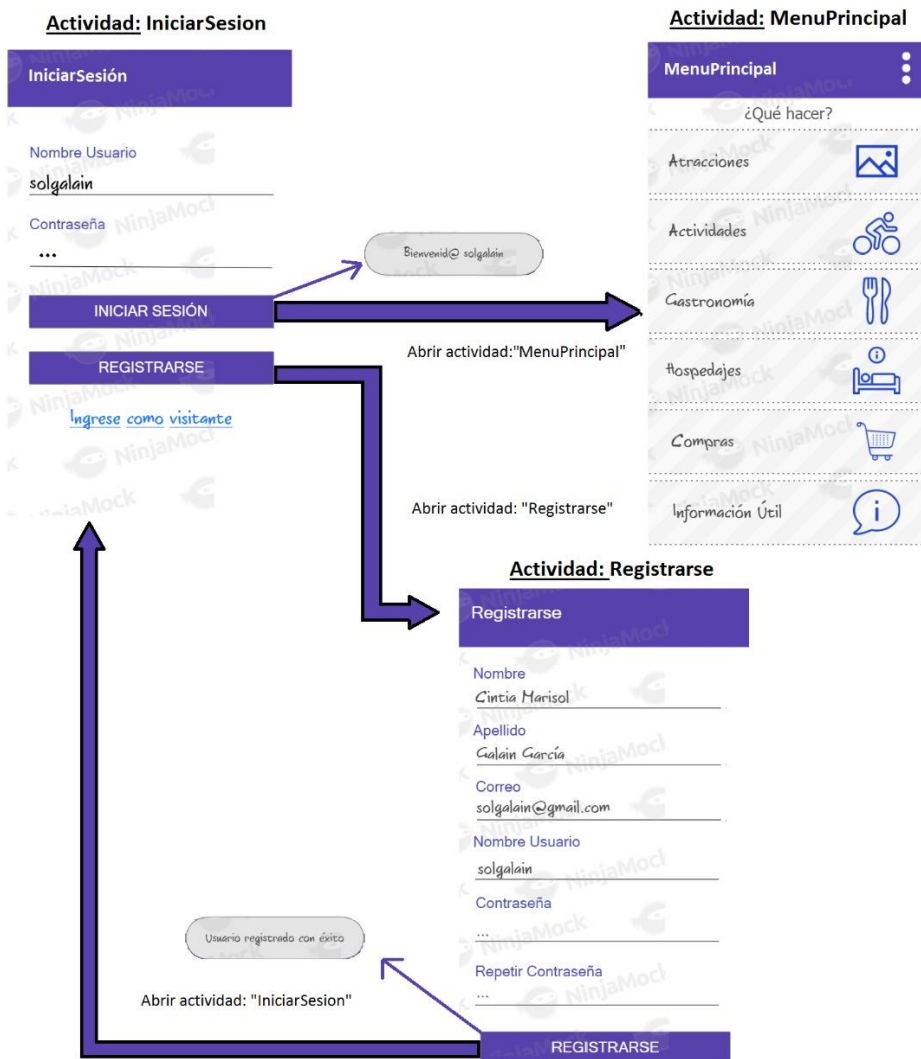 Actividad: IniciarSesion
IniciarSesión
Nombre Usuario
solgalain
Contraseña
...
INICIAR SESIÓN
REGISTRARSE
Ingrese como visitante
Bienvenid@ solgalain
Abrir actividad:"MenuPrincipal"
Actividad: MenuPrincipal
MenuPrincipal
¿Qué hacer?
Atracciones
Actividades
Gastronomía
Hospedajes
Compras
Información Útil
Abrir actividad: "Registrarse"
Actividad: Registrarse
Registrarse
Nombre
Cintia Marisol
Apellido
Galain García
Correo
solgalain@gmail.com
Nombre Usuario
solgalain
Contraseña
...
Repetir Contraseña
...
REGISTRARSE
Usuario registrado con éxito
Abrir actividad: "IniciarSesion"
NinjaMock